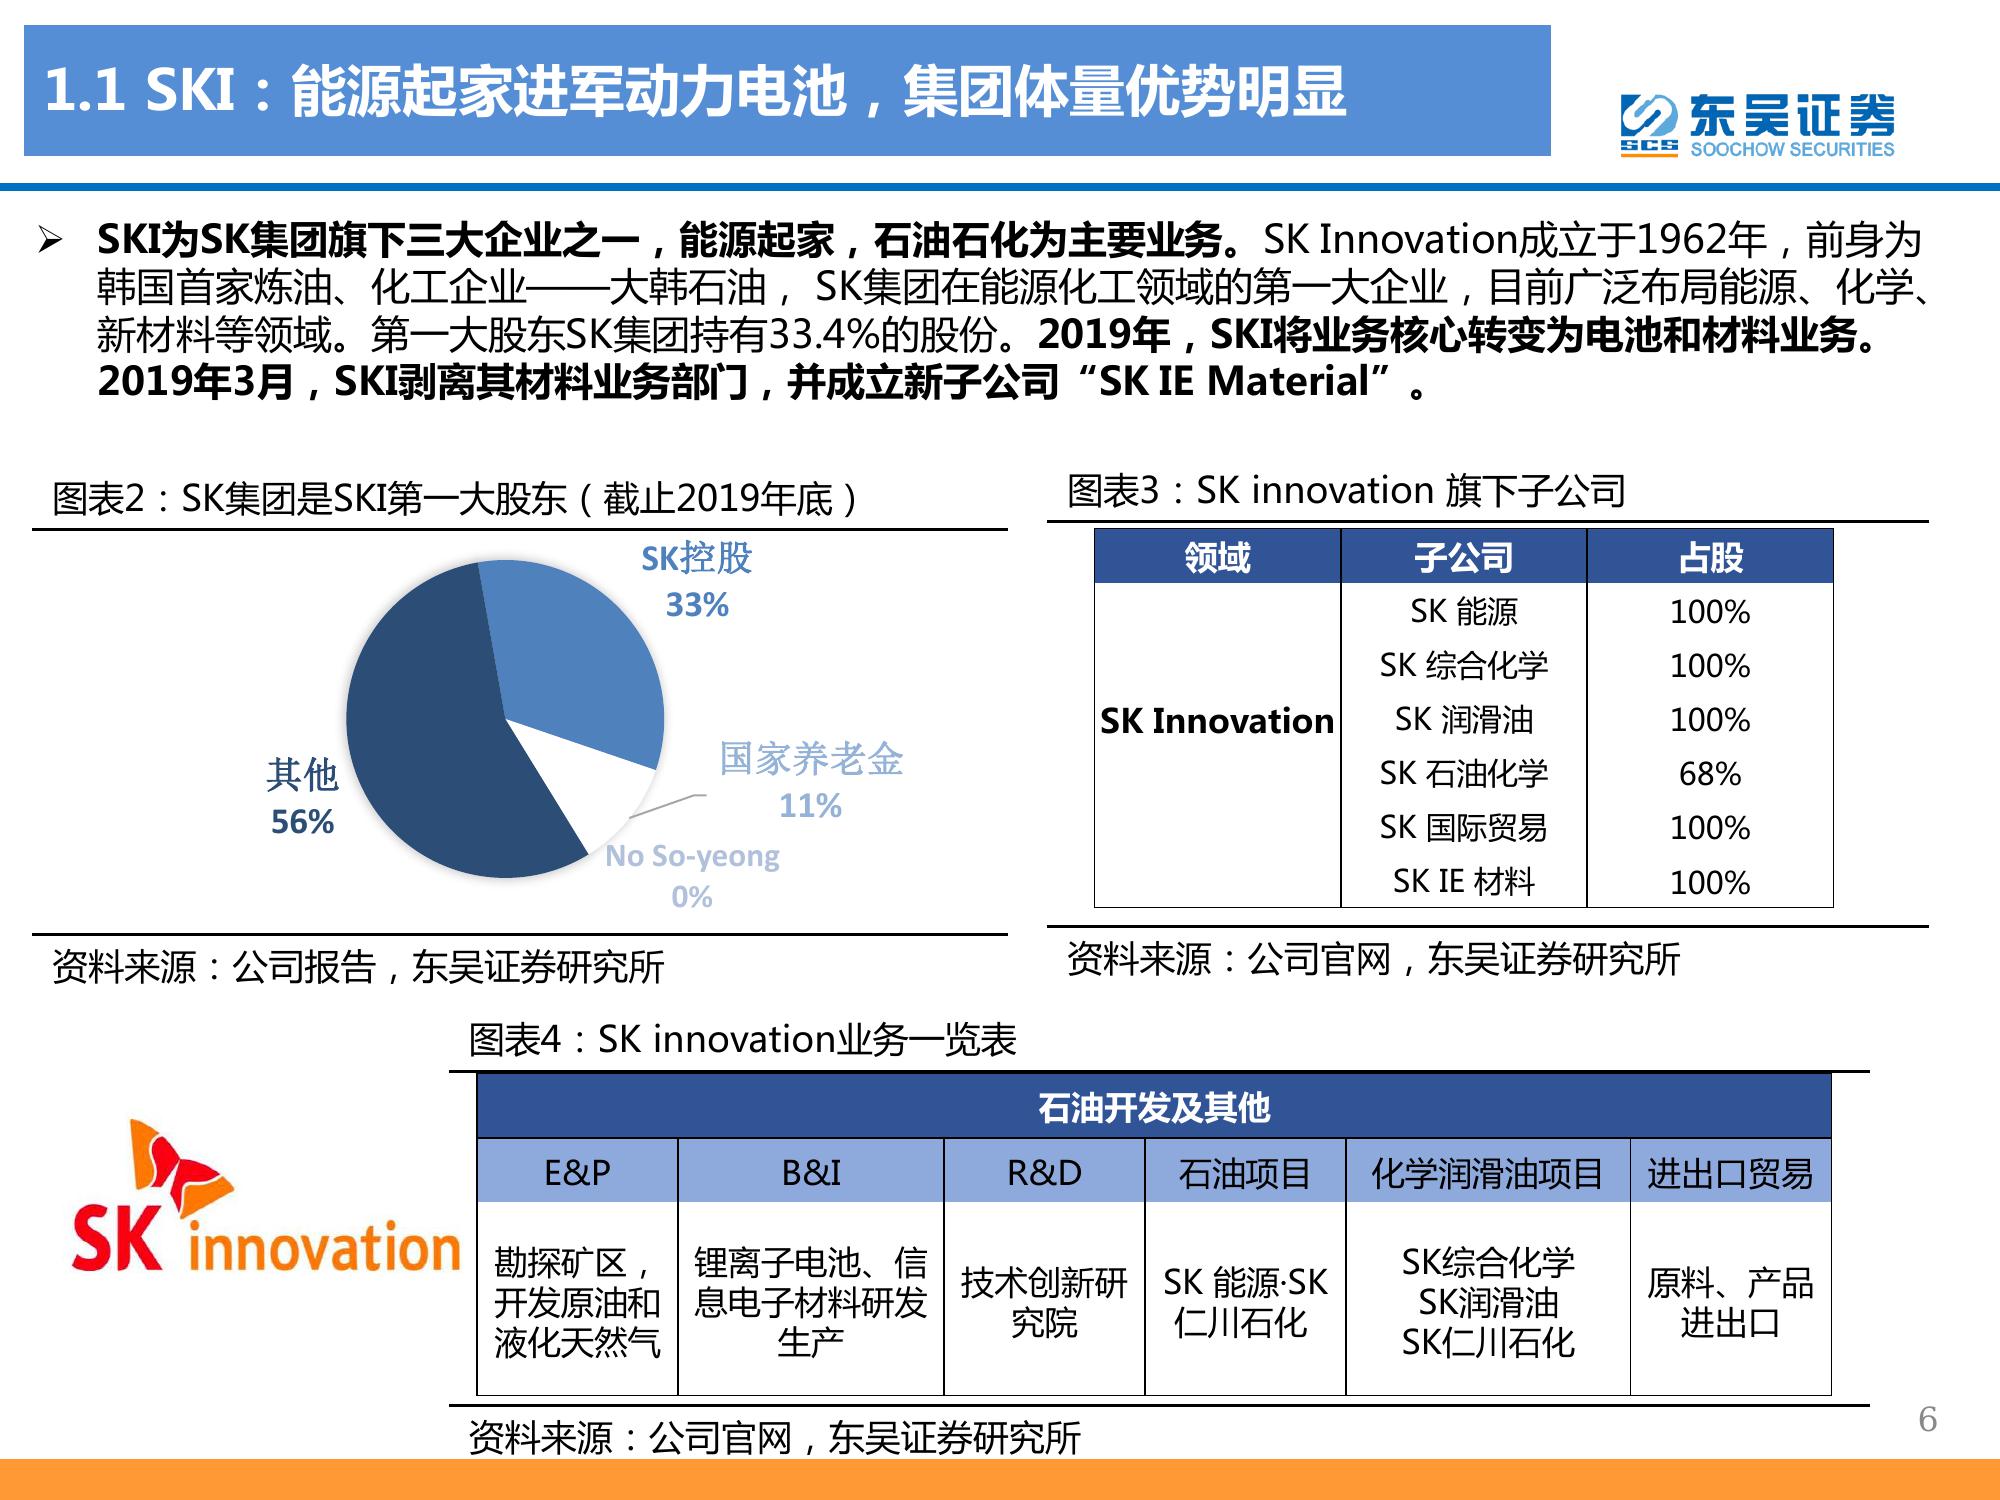 1.1 SKI：能源起家进军动力电池，集团体量优势明显
SCS
东吴证券
SOOCHOW SECURITIES
➢ SKI为SK集团旗下三大企业之一，能源起家，石油石化为主要业务。SK Innovation成立于1962年，前身为
韩国首家炼油、化工企业——大韩石油， SK集团在能源化工领域的第一大企业，目前广泛布局能源、化学、
新材料等领域。第一大股东SK集团持有33.4%的股份。2019年，SKI将业务核心转变为电池和材料业务。
2019年3月，SKI剥离其材料业务部门，并成立新子公司“SK IE Material”。
图表2：SK集团是SKI第一大股东（截止2019年底）
SK控股
33%
国家养老金
11%
No So-yeong
0%
其他
56%
资料来源：公司报告，东吴证券研究所
图表3：SK innovation 旗下子公司
领域 子公司 占股
SK Innovation
SK 能源 100%
SK 综合化学 100%
SK 润滑油 100%
SK 石油化学 68%
SK 国际贸易 100%
SK IE 材料 100%
资料来源：公司官网，东吴证券研究所
SK innovation
图表4：SK innovation业务一览表
石油开发及其他
E&P B&I R&D 石油项目 化学润滑油项目 进出口贸易
勘探矿区，
开发原油和
液化天然气
锂离子电池、信
息电子材料研发
生产
技术创新研
究院
SK 能源·SK
仁川石化
SK综合化学
SK润滑油
SK仁川石化
原料、产品
进出口
资料来源：公司官网，东吴证券研究所
6